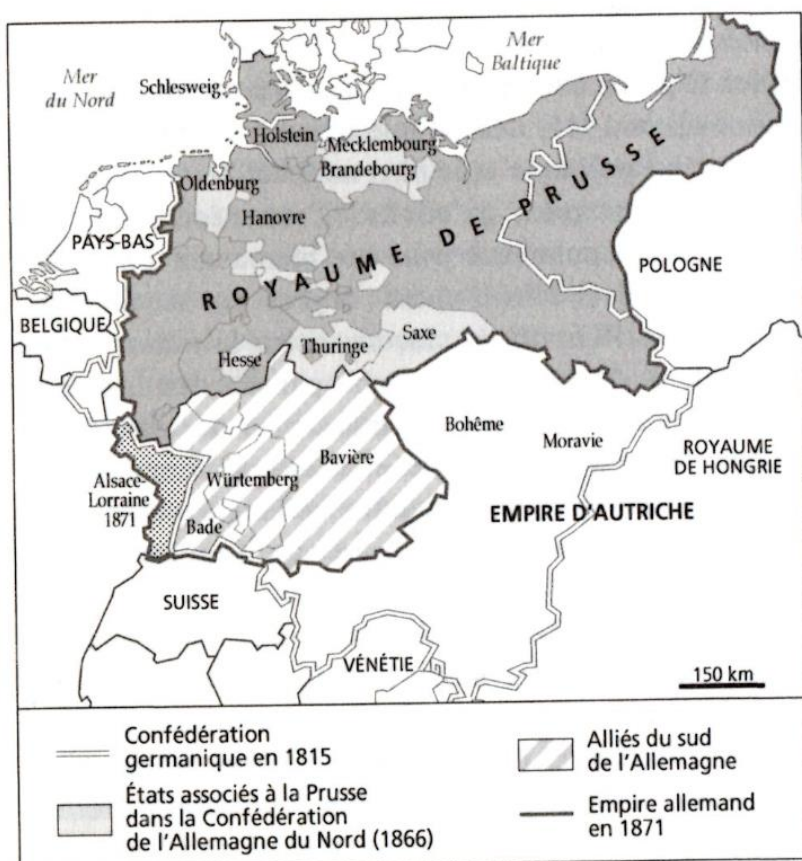 Mer
du Nord
Mer
Baltique
Schleswig
Holstein
Mecklembourg
Brandebourg
Oldenburg
Hanovre
PAYS-BAS
ROYAUME DE PRUSSE
POLOGNE
BELGIQUE
Hesse
Thuringe
Saxe
Bohême
Moravie
ROYAUME
DE HONGRIE
Alsace-
Lorraine
1871
Würtemberg
Bavière
Bade
EMPIRE D'AUTRICHE
SUISSE
VÉNÉTIE
150 km
Confédération
germanique en 1815
États associés à la Prusse
dans la Confédération
de l'Allemagne du Nord (1866)
Alliés du sud
de l'Allemagne
Empire allemand
en 1871